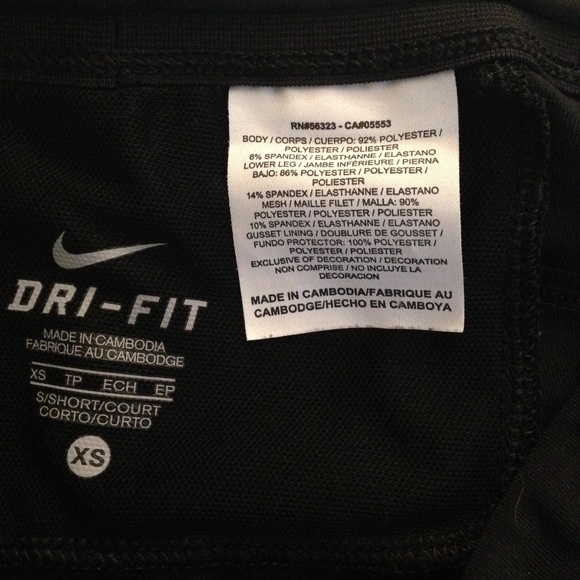 RN#56323 - CA#05553
BODY / CORPS / CUERPO: 92% POLYESTER /
POLYESTER / POLIESTER
8% SPANDEX / ELASTHANNE / ELASTANO
LOWER LEG / JAMBE INFÉRIEURE / PIERNA
BAJO: 86% POLYESTER / POLYESTER /
POLIESTER
14% SPANDEX / ELASTHANNE / ELASTANO
MESH / MAILLE FILET / MALLA: 90%
POLYESTER / POLYESTER / POLIESTER
10% SPANDEX / ELASTHANNE / ELASTANO
GUSSET LINING / DOUBLURE DE GOUSSET /
FUNDO PROTECTOR: 100% POLYESTER /
POLYESTER / POLIESTER
EXCLUSIVE OF DECORATION / DECORATION
NON COMPRISE / NO INCLUYE LA
DECORACION
MADE IN CAMBODIA/FABRIQUE AU
CAMBODGE/HECHO EN CAMBOYA
DRI-FIT
MADE IN CAMBODIA
FABRIQUE AU CAMBODGE
XS TP ECH EP
S/SHORT/COURT
CORTO/CURTO
XS